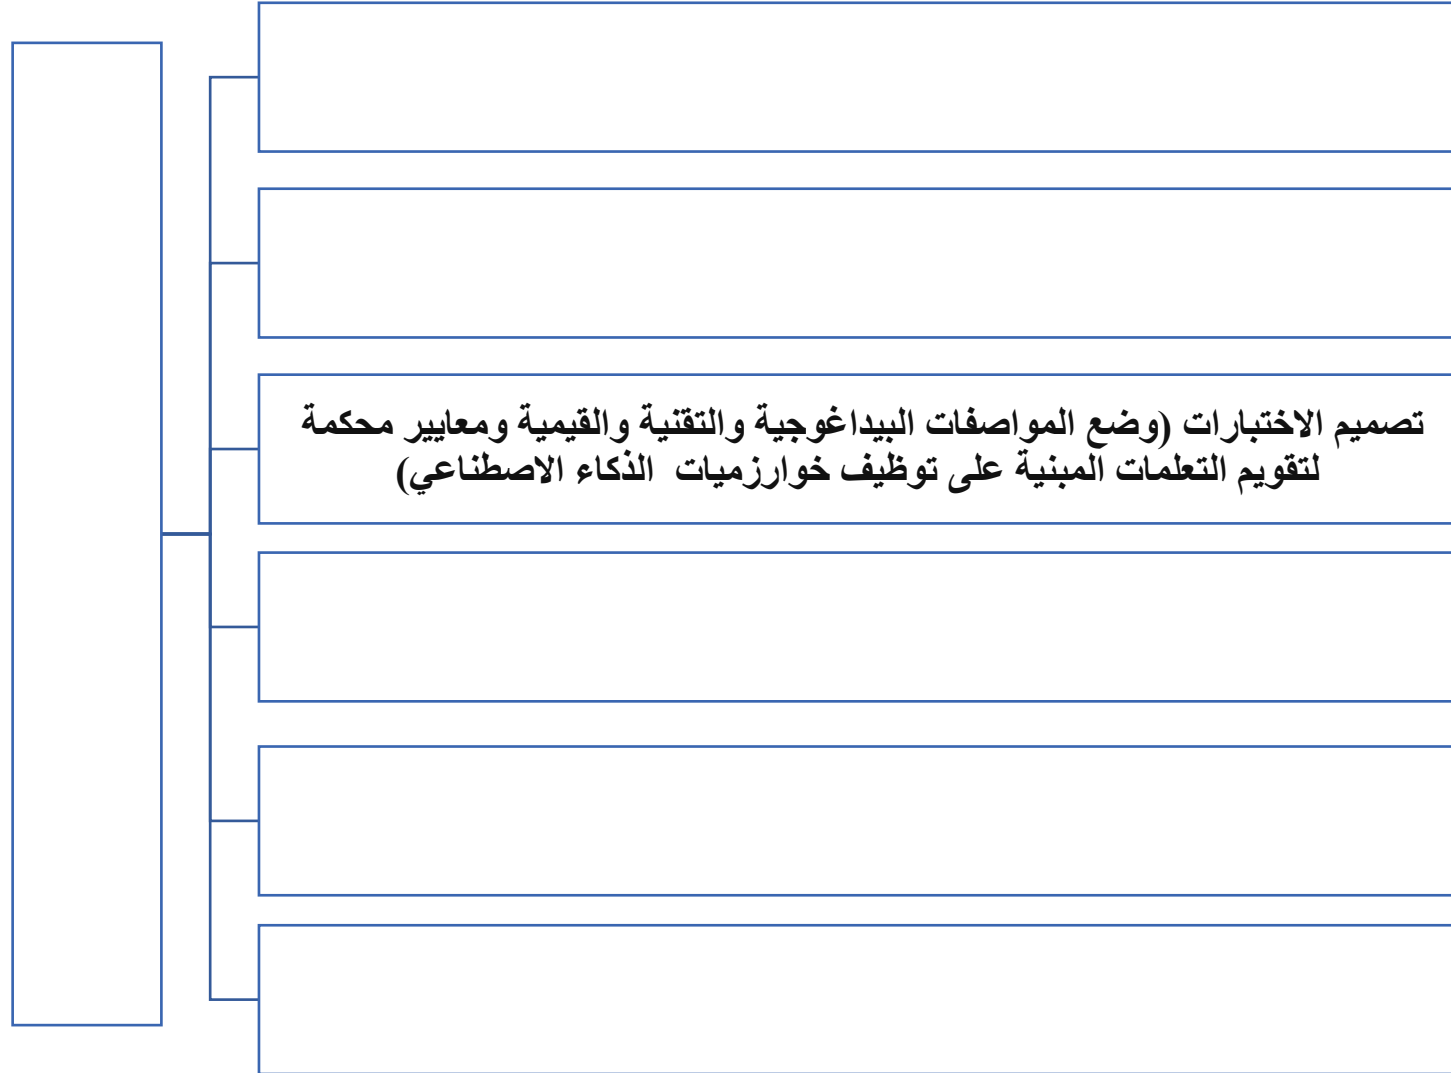 تصميم الاختبارات (وضع المواصفات البيداغوجية والتقنية والقيمية ومعايير محكمة
لتقويم التعلمات المبنية على توظيف خوارزميات الذكاء الاصطناعي)